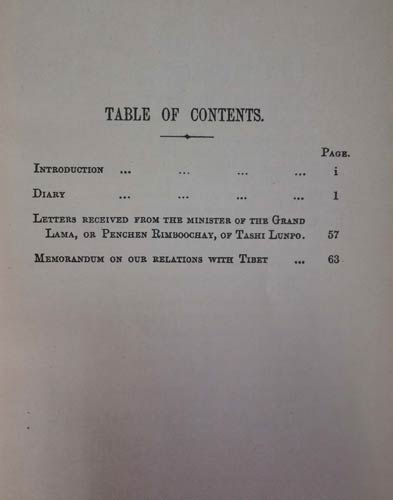 TABLE OF CONTENTS.
PAGE.
INTRODUCTION ... ... ... ... i
DIARY ... ... ... ... 1
LETTERS RECEIVED FROM THE MINISTER OF THE GRAND
LAMA, OR PENCHEN RIMBOOCHAY, OF TASHI LUNPO. 57
MEMORANDUM ON OUR RELATIONS WITH TIBET ... 63